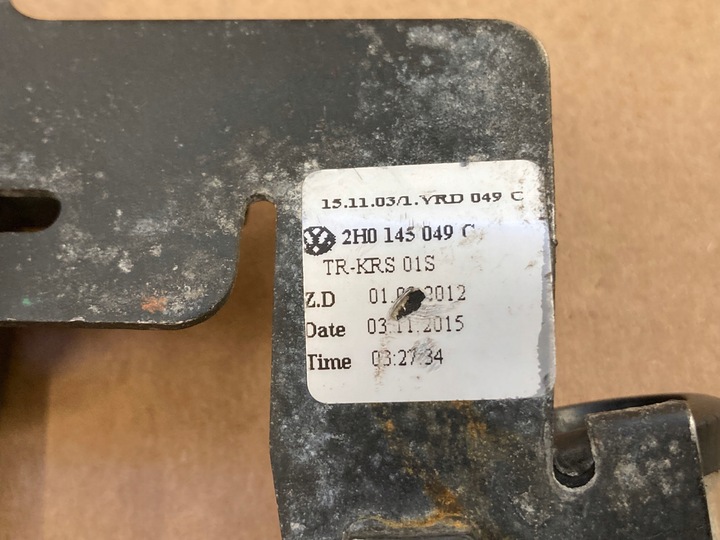 15.11.03/1.YRD 049 C
2H0 145 049 C
TR-KRS 01S
Z.D 2012
Date 03.11.2015
Time 03:27:34